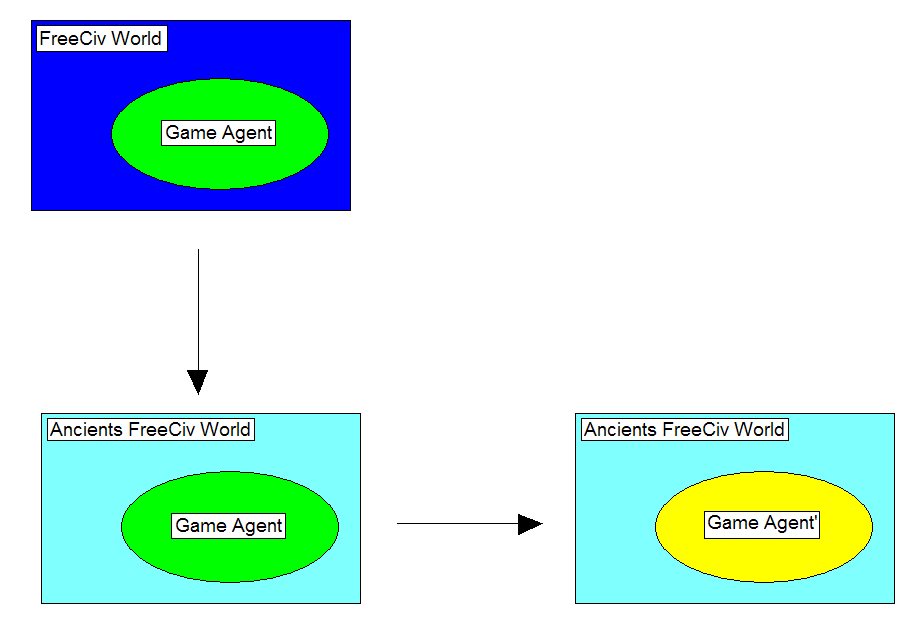 FreeCiv World
Game Agent
Ancients FreeCiv World
Game Agent
Ancients FreeCiv World
Game Agent'